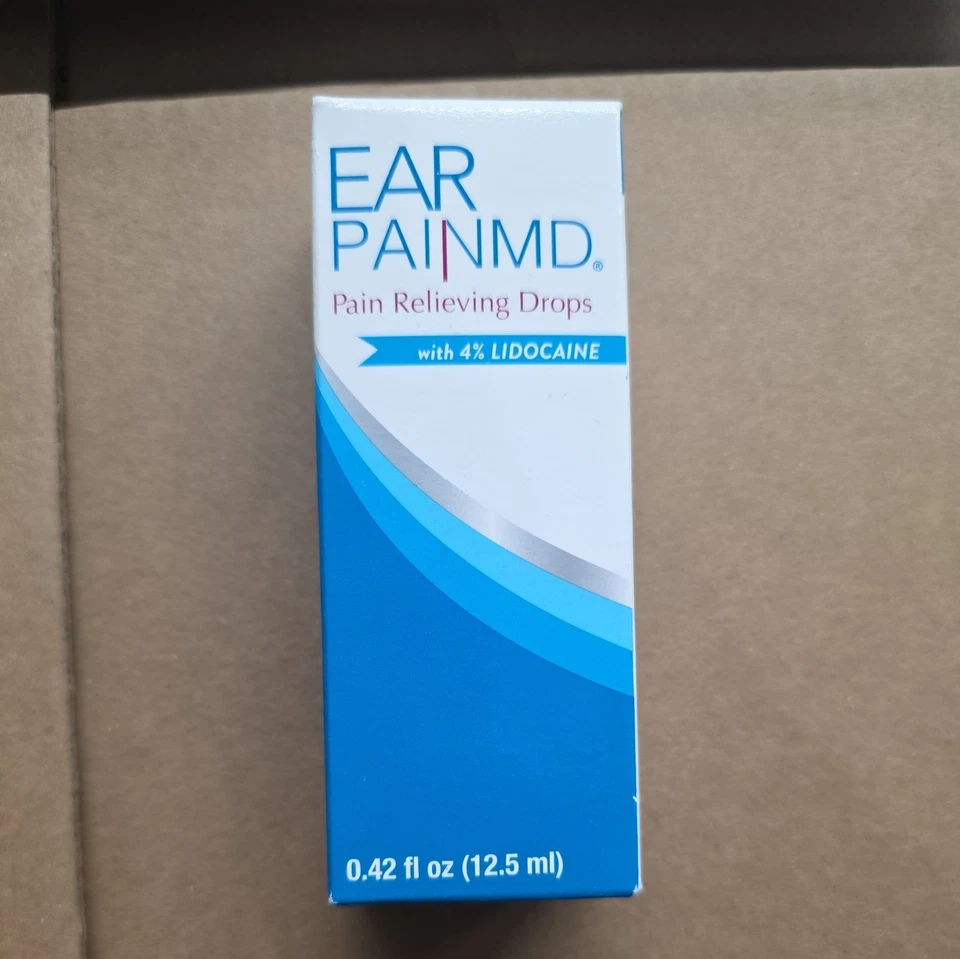 EAR
PAINMD®
Pain Relieving Drops
with 4% LIDOCAINE
0.42 fl oz (12.5 ml)